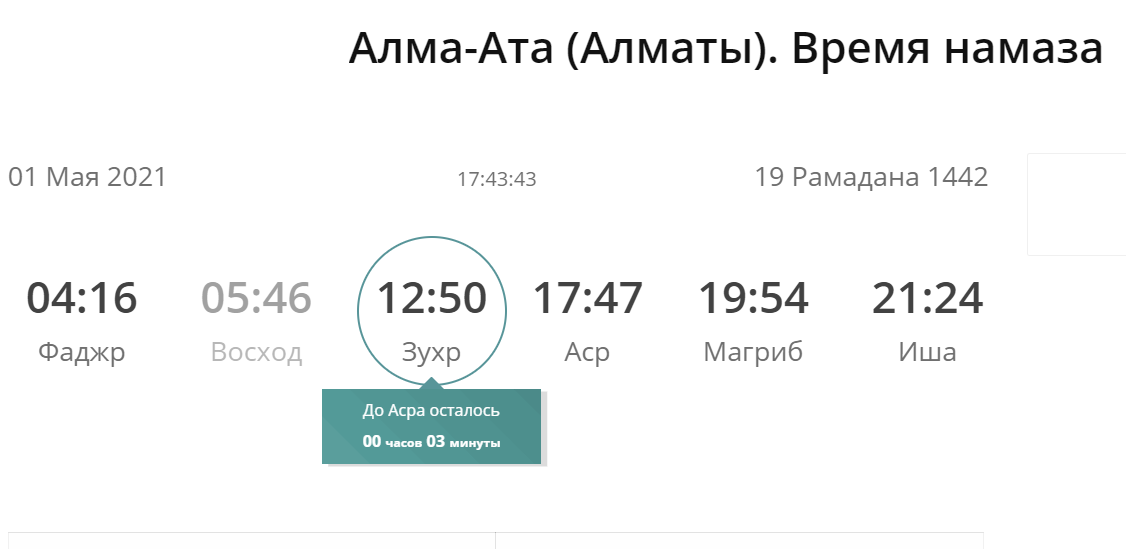 Алма-Ата (Алматы). Время намаза
01 Мая 2021
17:43:43
19 Рамадана 1442
04:16 05:46 12:50 17:47 19:54 21:24
Фаджр Восход Зухр Аср Магриб Иша
До Асра осталось
00 часов 03 минуты